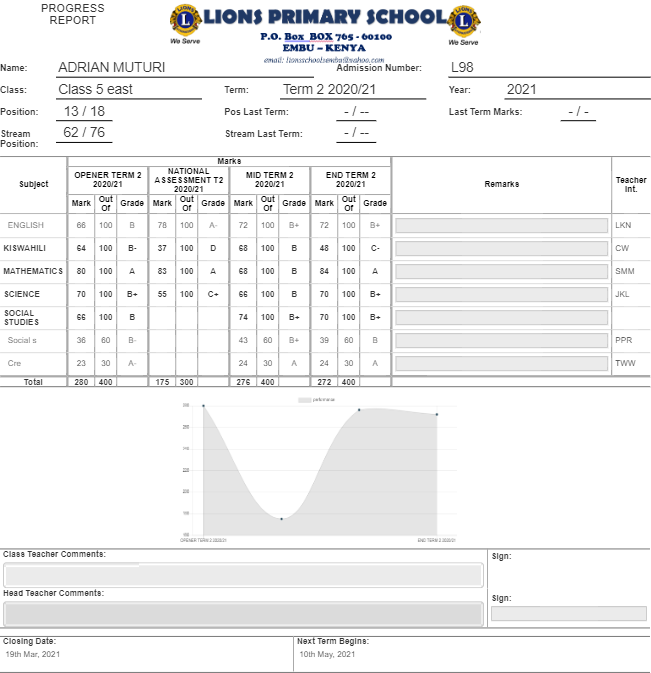 PROGRESS
REPORT
LIONS PRIMARY SCHOOL
We Serve
We Serve
P.O. Box BOX 765 - 60100
EMBU – KENYA
email: lionsschoolsembu@yahoo.com
Name: ADRIAN MUTURI Admission Number: L98
Class: Class 5 east Term: Term 2 2020/21 Year: 2021
Position: 13 / 18 Pos Last Term: - / -- Last Term Marks: - / -
Stream Position: 62 / 76 Stream Last Term: - / --
Marks
Subject OPENER TERM 2 2020/21 NATIONAL ASSESSMENT T2 2020/21 MID TERM 2 2020/21 END TERM 2 2020/21 Remarks Teacher Int.
Mark Out Of Grade Mark Out Of Grade Mark Out Of Grade Mark Out Of Grade
ENGLISH 66 100 B 78 100 A- 72 100 B+ 72 100 B+ LKN
KISWAHILI 64 100 B- 37 100 D 68 100 B 48 100 C- CW
MATHEMATICS 80 100 A 83 100 A 68 100 B 84 100 A SMM
SCIENCE 70 100 B+ 55 100 C+ 66 100 B 70 100 B+ JKL
SOCIAL STUDIES 66 100 B 74 100 B+ 70 100 B+
Social s 36 60 B- 43 60 B+ 39 60 B PPR
Cre 23 30 A- 24 30 A 24 30 A TWW
Total 280 400 175 300 276 400 272 400
OPENER TERM 2 2020/21 END TERM 2 2020/21
Class Teacher Comments: Sign:
Head Teacher Comments: Sign:
Closing Date: Next Term Begins:
19th Mar, 2021 10th May, 2021